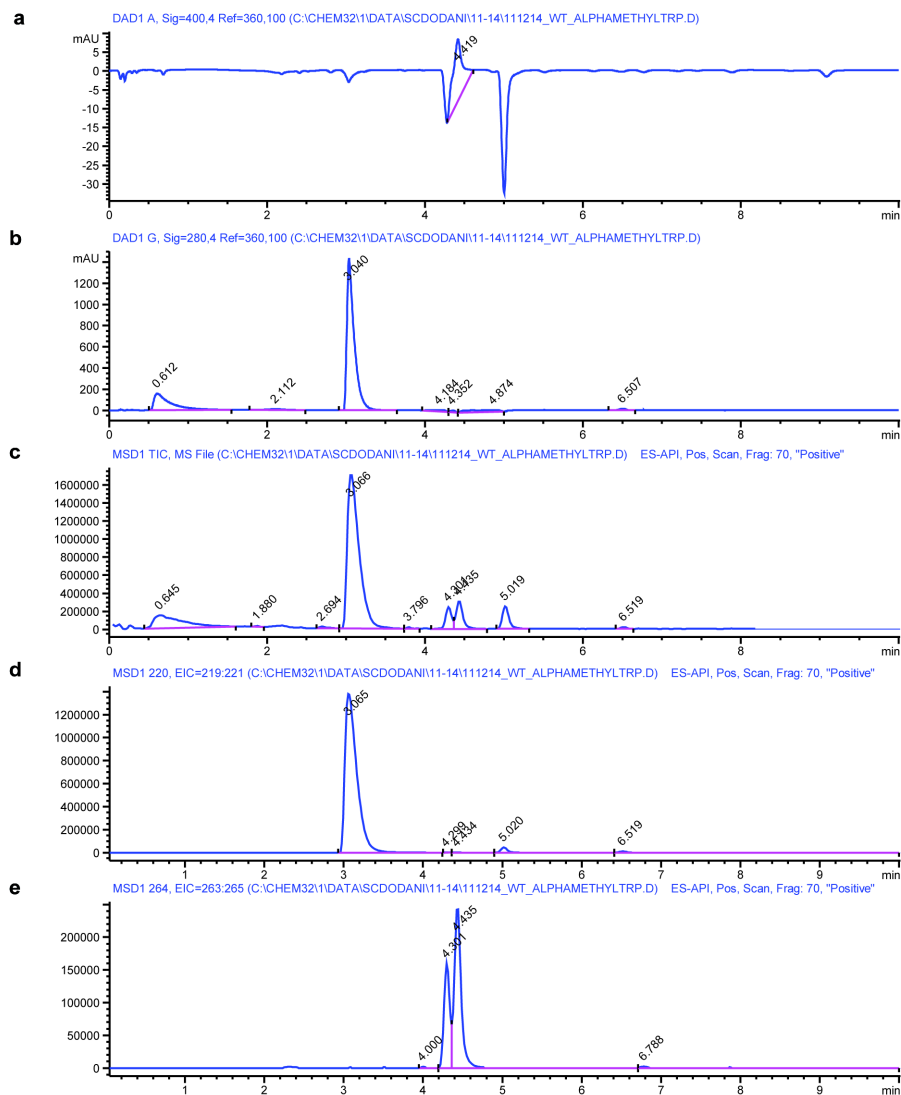 a
DAD1 A, Sig=400,4 Ref=360,100 (C:\CHEM32\1\DATA\SCDODANI\11-14\111214_WT_ALPHAMETHYLTRP.D)
mAU
5
0
-5
-10
-15
-20
-25
-30
4.419
0 2 4 6 8 min
b
DAD1 G, Sig=280,4 Ref=360,100 (C:\CHEM32\1\DATA\SCDODANI\11-14\111214_WT_ALPHAMETHYLTRP.D)
mAU
1200
1000
800
600
400
200
0
0.612 2.112 3.040 4.184 4.352 4.874 6.507
0 2 4 6 8 min
c
MSD1 TIC, MS File (C:\CHEM32\1\DATA\SCDODANI\11-14\111214_WT_ALPHAMETHYLTRP.D) ES-API, Pos, Scan, Frag: 70, "Positive"
1600000
1400000
1200000
1000000
800000
600000
400000
200000
0
0.645 1.880 2.694 3.066 3.796 4.301 4.435 5.019 6.519
0 1 2 3 4 5 6 7 8 9 min
d
MSD1 220, EIC=219:221 (C:\CHEM32\1\DATA\SCDODANI\11-14\111214_WT_ALPHAMETHYLTRP.D) ES-API, Pos, Scan, Frag: 70, "Positive"
1200000
1000000
800000
600000
400000
200000
0
3.065 4.299 4.434 5.020 6.519
1 2 3 4 5 6 7 8 9 min
e
MSD1 264, EIC=263:265 (C:\CHEM32\1\DATA\SCDODANI\11-14\111214_WT_ALPHAMETHYLTRP.D) ES-API, Pos, Scan, Frag: 70, "Positive"
200000
150000
100000
50000
0
4.000 4.301 4.435 6.788
1 2 3 4 5 6 7 8 9 min